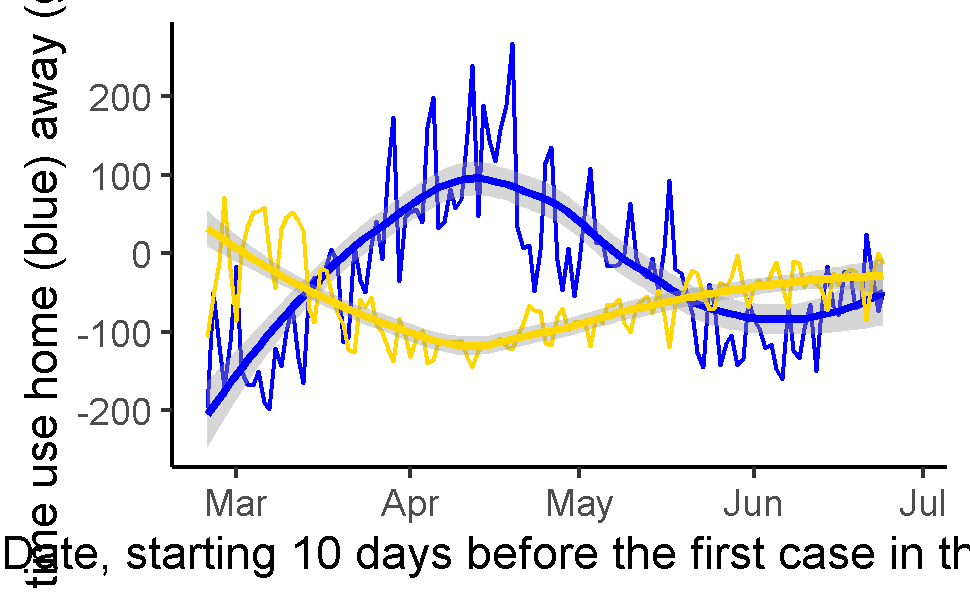 time use home (blue) away (
200
100
0
-100
-200
Mar Apr May Jun Jul
Date, starting 10 days before the first case in th